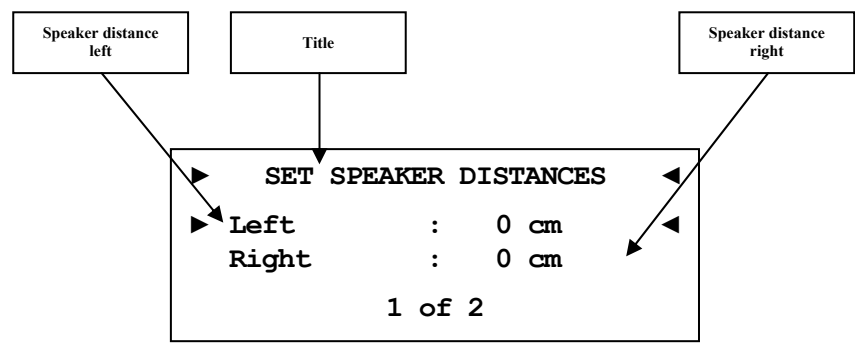 Speaker distance
left
Title
Speaker distance
right
► SET SPEAKER DISTANCES ◄
► Left : 0 cm ◄
Right : 0 cm
1 of 2